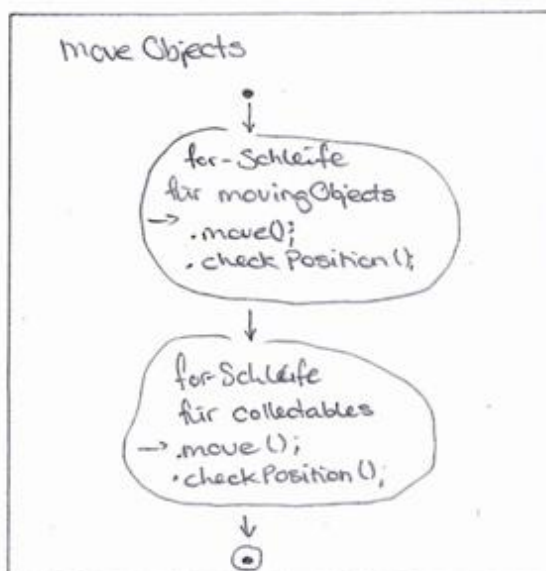 move Objects
for-Schleife
für movingObjects
→ .move();
.checkPosition();
for-Schleife
für collectables
→ .move();
.checkPosition();